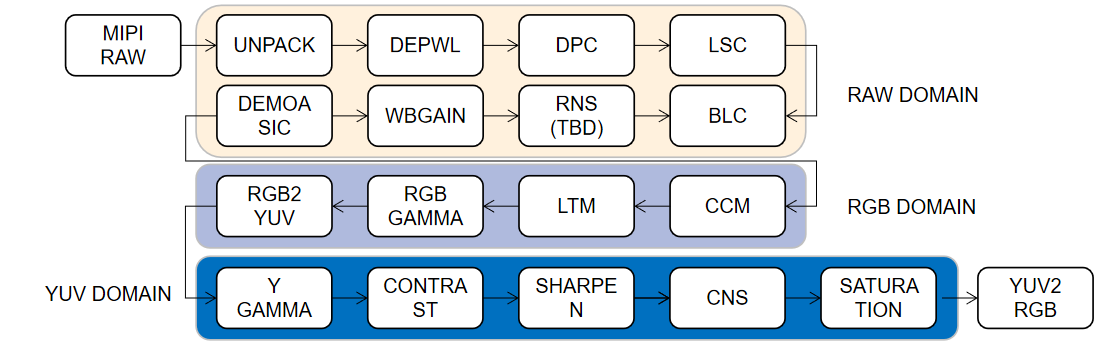 MIPI
RAW
UNPACK
DEPWL
DPC
LSC
DEMOA
SIC
WBGAIN
RNS
(TBD)
BLC
RAW DOMAIN
RGB2
YUV
RGB
GAMMA
LTM
CCM
RGB DOMAIN
YUV DOMAIN
Y
GAMMA
CONTRA
ST
SHARPE
N
CNS
SATURA
TION
YUV2
RGB